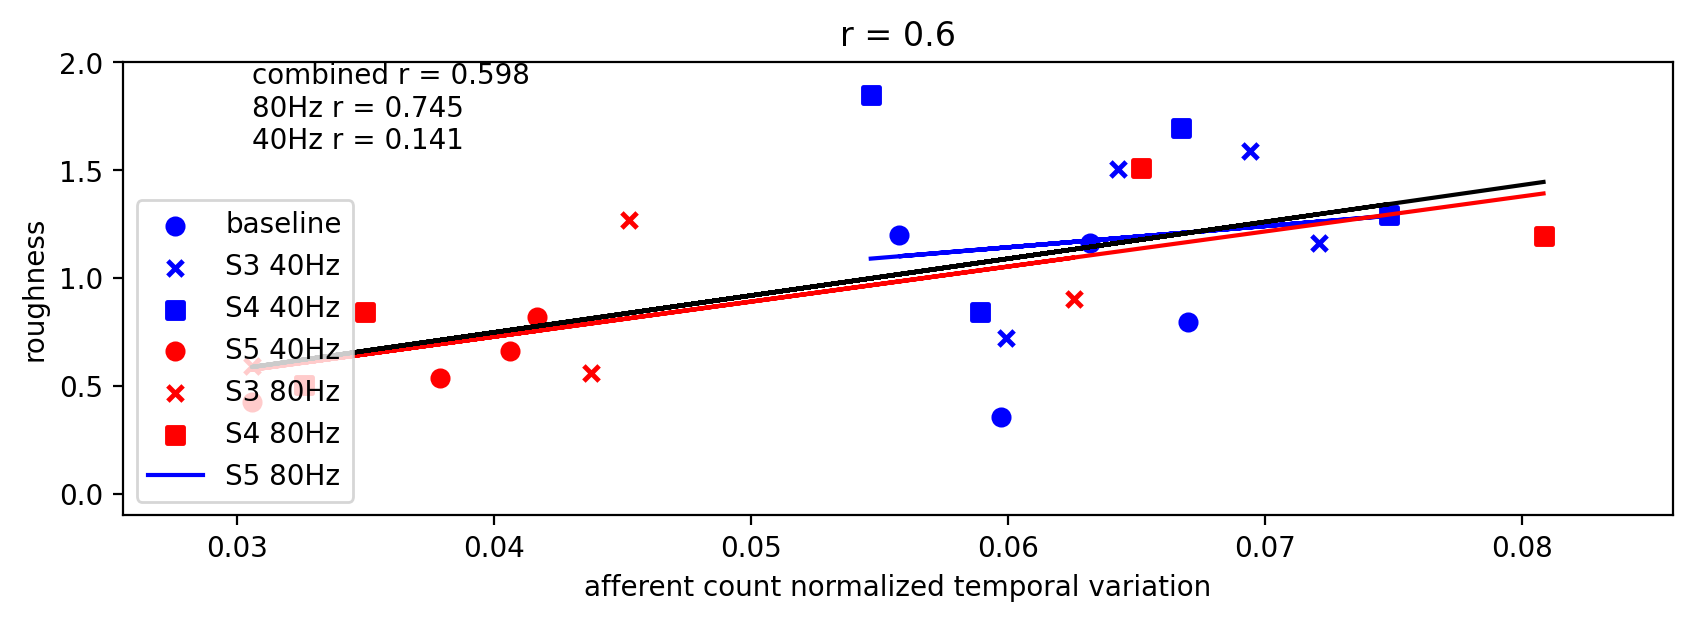 r = 0.6
combined r = 0.598
80Hz r = 0.745
40Hz r = 0.141
roughness
2.0
1.5
1.0
0.5
0.0
baseline
S3 40Hz
S4 40Hz
S5 40Hz
S3 80Hz
S4 80Hz
S5 80Hz
0.03 0.04 0.05 0.06 0.07 0.08
afferent count normalized temporal variation